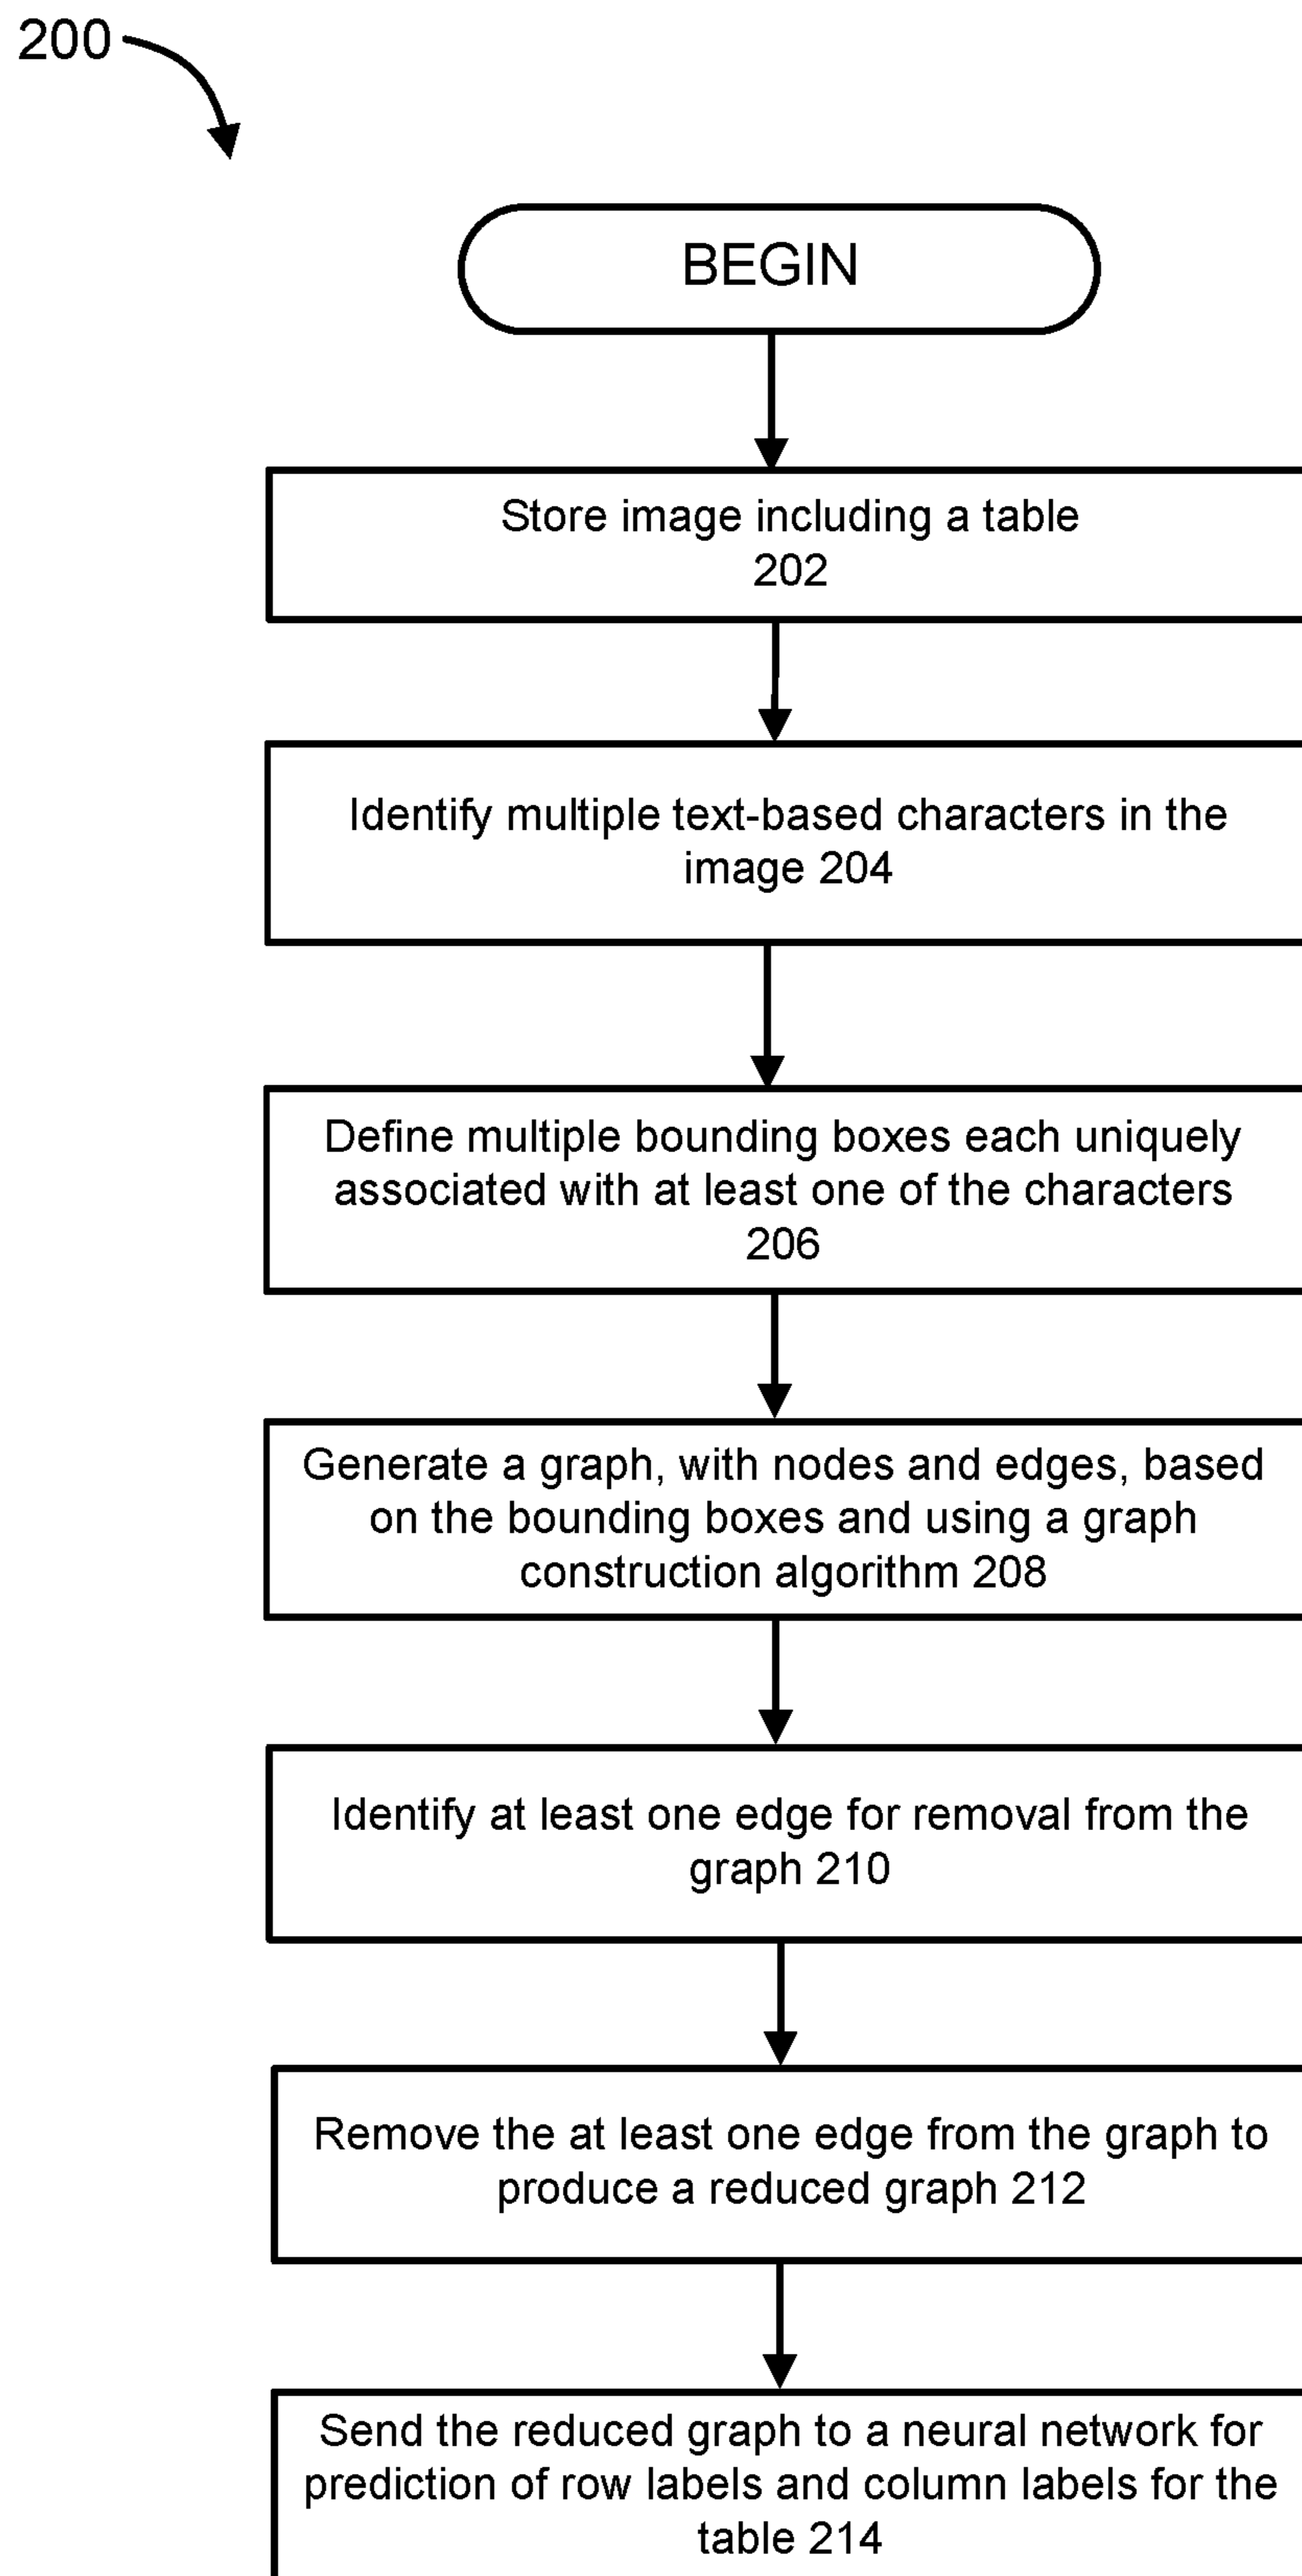 200
BEGIN
Store image including a table
202
Identify multiple text-based characters in the
image 204
Define multiple bounding boxes each uniquely
associated with at least one of the characters
206
Generate a graph, with nodes and edges, based
on the bounding boxes and using a graph
construction algorithm 208
Identify at least one edge for removal from the
graph 210
Remove the at least one edge from the graph to
produce a reduced graph 212
Send the reduced graph to a neural network for
prediction of row labels and column labels for the
table 214